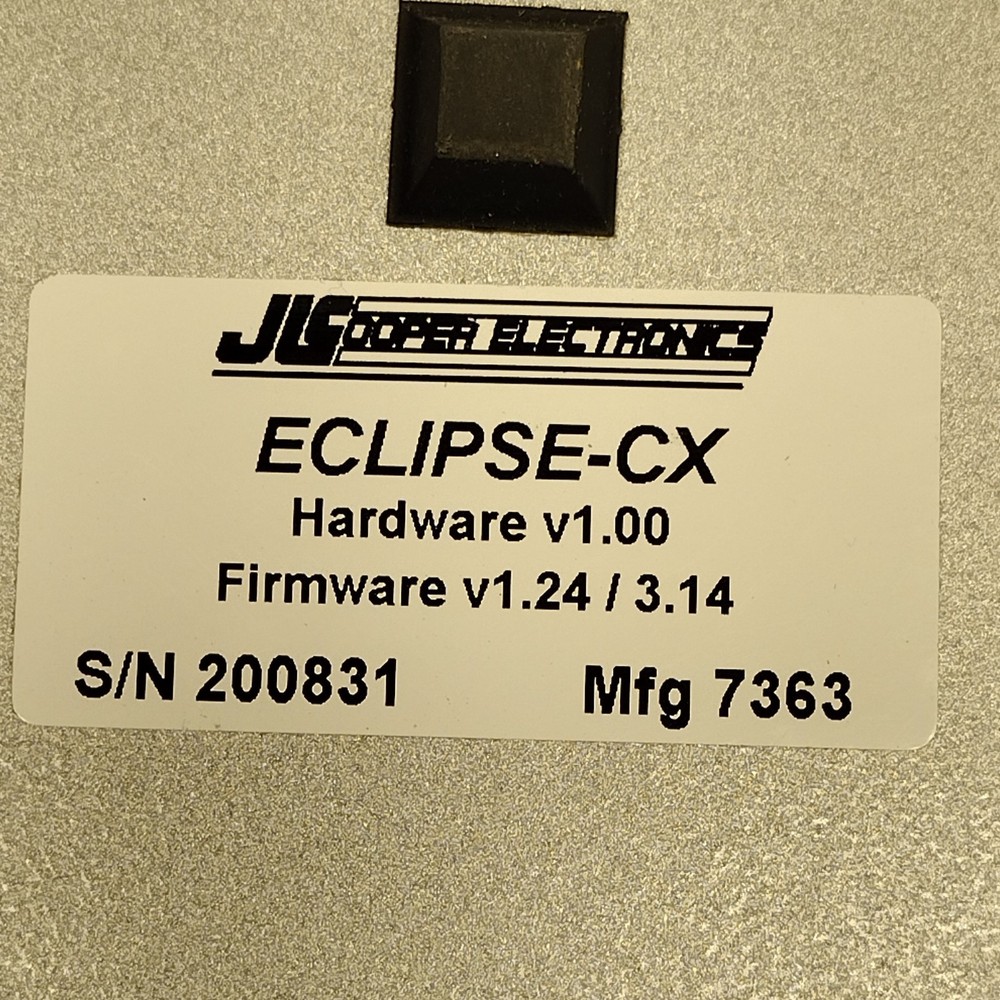 JLCOOPER ELECTRONICS
ECLIPSE-CX
Hardware v1.00
Firmware v1.24 / 3.14
S/N 200831 Mfg 7363